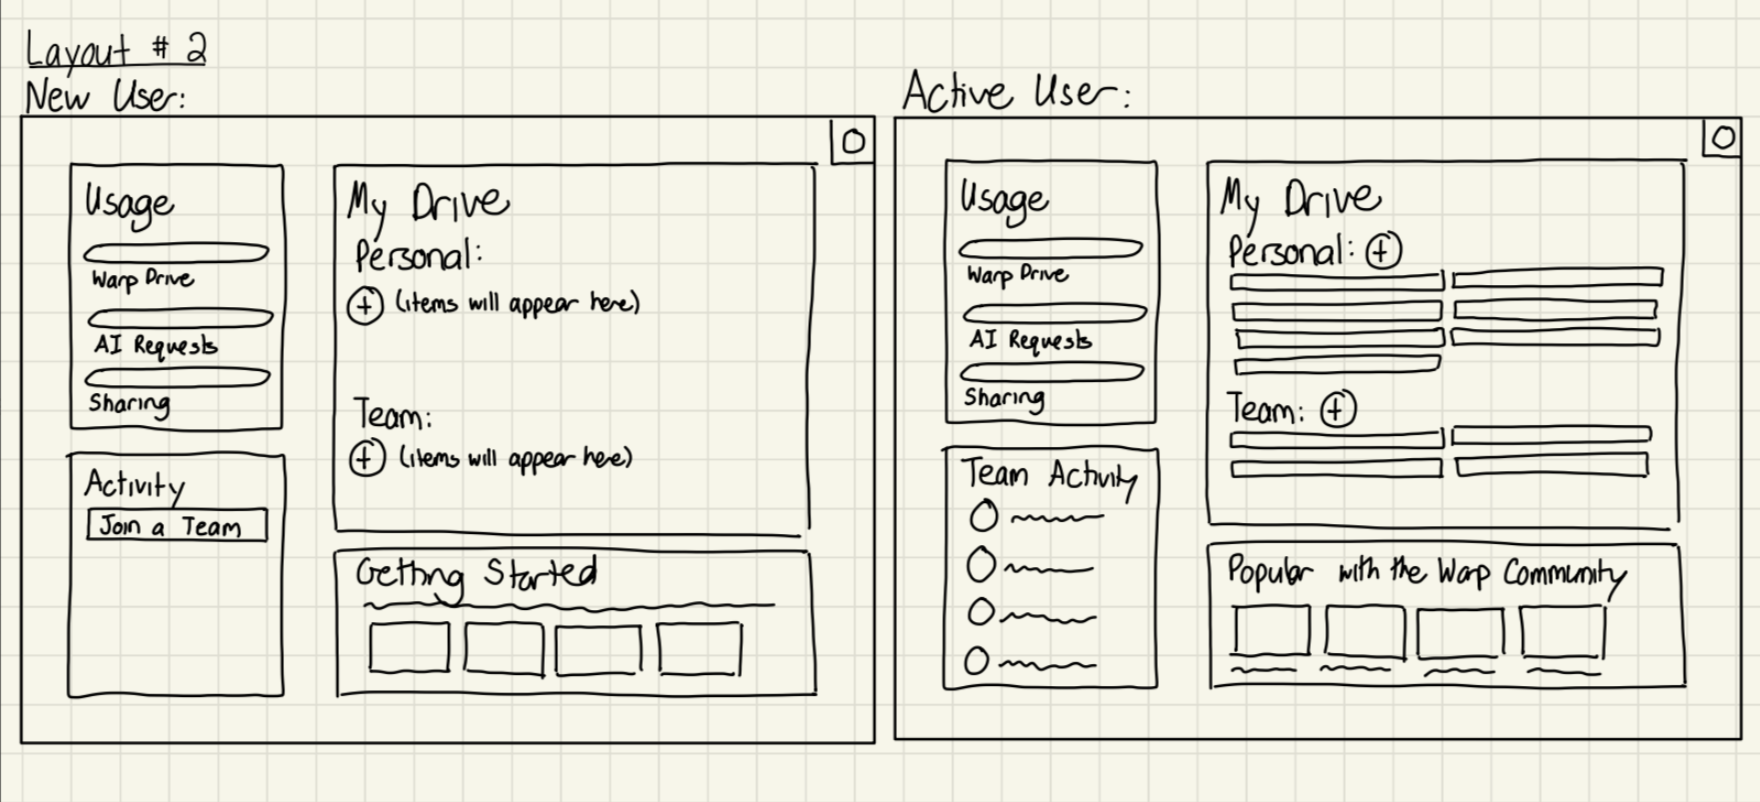 Layout # 2
New User:
Usage
Warp Drive
AI Requests
Sharing
Activity
Join a Team
My Drive
Personal:
+ (items will appear here)
Team:
+ (items will appear here)
Getting Started
Active User:
Usage
Warp Drive
AI Requests
Sharing
Team Activity
My Drive
Personal: +
Team: +
Popular with the Warp Community